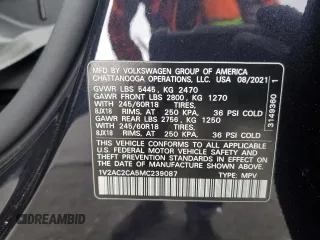 MFD. BY VOLKSWAGEN GROUP OF AMERICA
CHATTANOOGA OPERATIONS, LLC. USA 08/2021
GVWR LBS 5445, KG 2470
GAWR FRONT LBS 2800, KG 1270
WITH 245/60R18 TIRES,
8JX18 RIMS AT 250 KPA, 36 PSI COLD
GAWR REAR LBS 2756, KG 1250
WITH 245/60R18 TIRES,
8JX18 RIMS AT 250 KPA, 36 PSI COLD
THIS VEHICLE CONFORMS TO ALL APPLICABLE
U.S. FEDERAL MOTOR VEHICLE SAFETY AND
THEFT PREVENTION STANDARDS IN EFFECT ON
THE DATE OF MANUFACTURE SHOWN ABOVE.
1V2AC2CA5MC239087 TYPE: MPV
3149360 1
DREAMBID